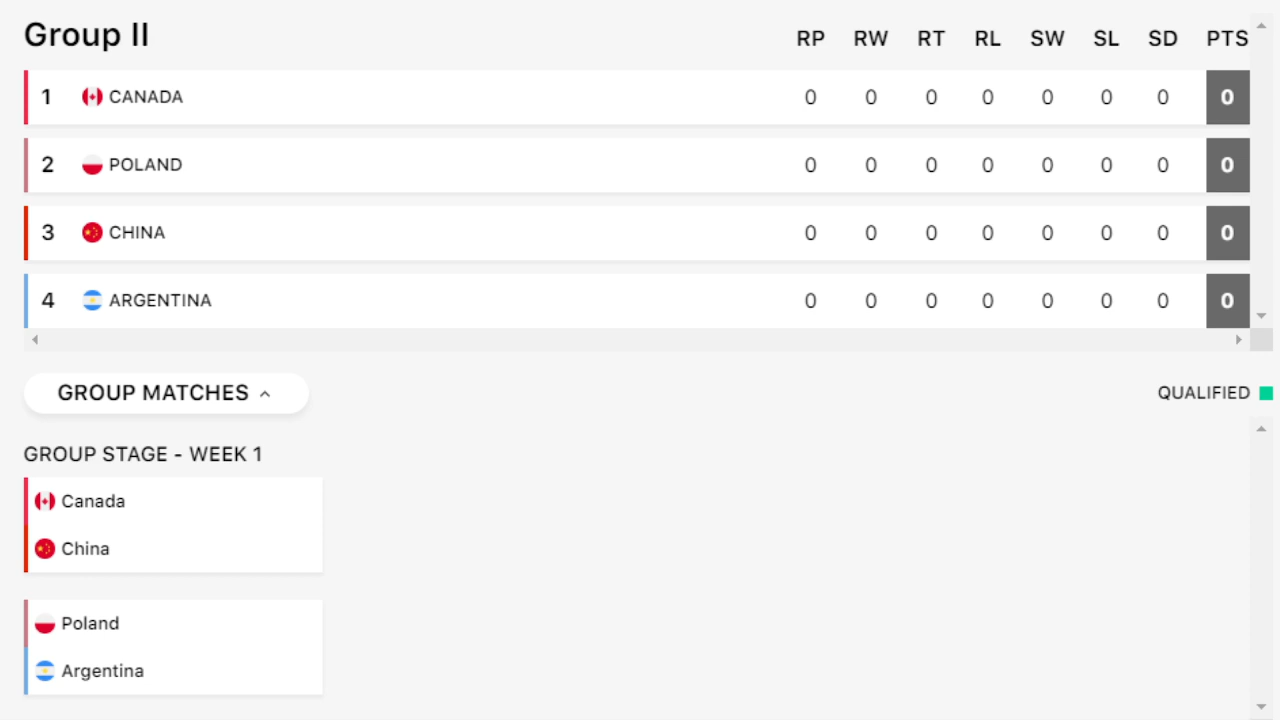 Group II RP RW RT RL SW SL SD PTS
1 CANADA 0 0 0 0 0 0 0 0
2 POLAND 0 0 0 0 0 0 0 0
3 CHINA 0 0 0 0 0 0 0 0
4 ARGENTINA 0 0 0 0 0 0 0 0
GROUP MATCHES QUALIFIED
GROUP STAGE - WEEK 1
Canada
China
Poland
Argentina